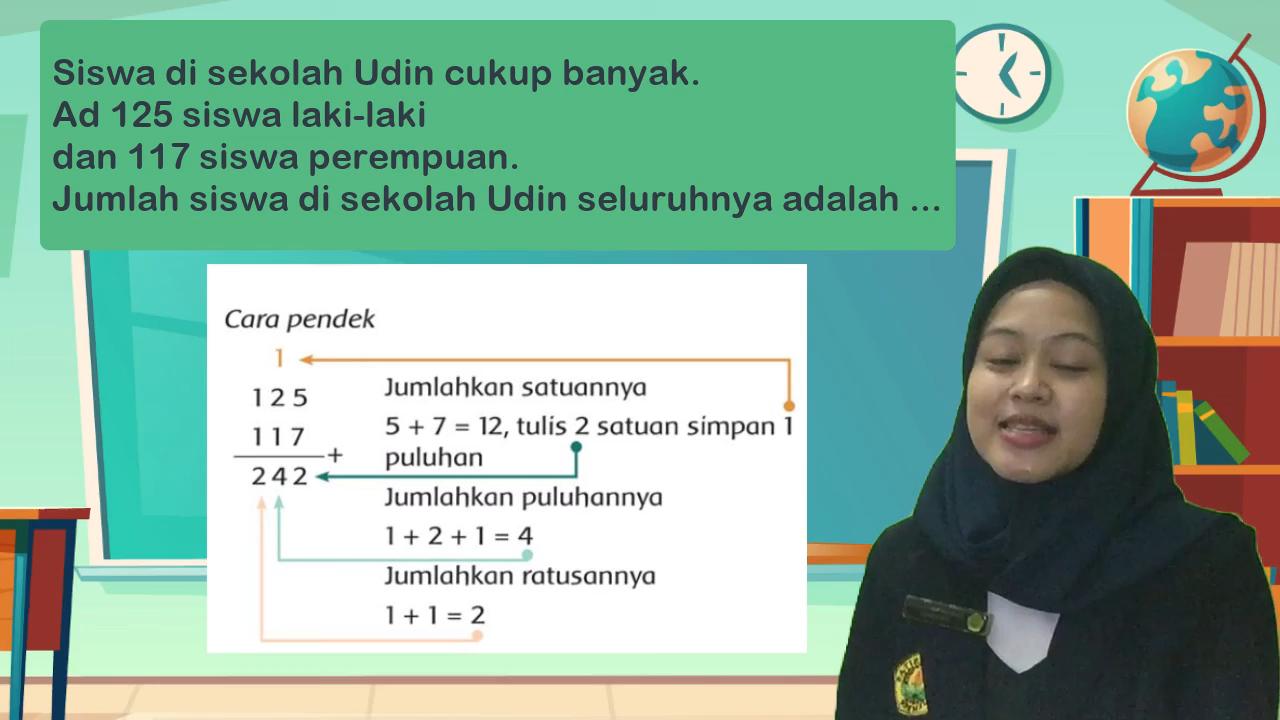 Siswa di sekolah Udin cukup banyak.
Ad 125 siswa laki-laki
dan 117 siswa perempuan.
Jumlah siswa di sekolah Udin seluruhnya adalah ...
Cara pendek
1
125
117
+
242
Jumlahkan satuannya
5 + 7 = 12, tulis 2 satuan simpan 1
puluhan
Jumlahkan puluhannya
1 + 2 + 1 = 4
Jumlahkan ratusannya
1 + 1 = 2